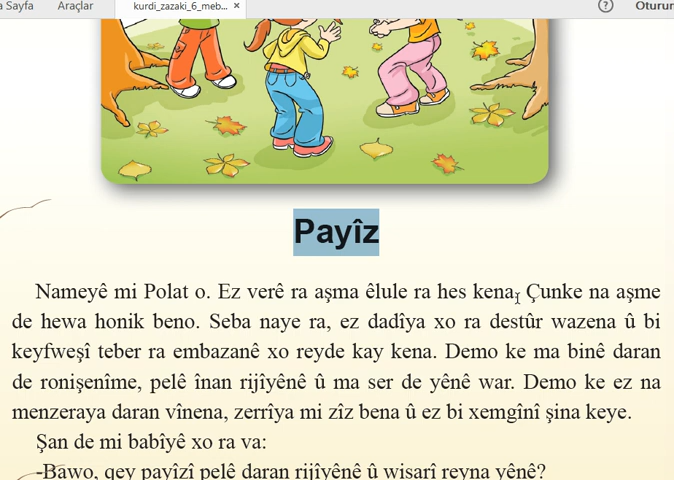 a Sayfa Araçlar kurdi_zazaki_6_meb... × ? Oturur
Payîz
Nameyê mi Polat o. Ez verê ra aşma êlule ra hes kena. Çunke na aşme
de hewa honik beno. Seba naye ra, ez dadîya xo ra destûr wazena û bi
keyfweşî teber ra embazanê xo reyde kay kena. Demo ke ma binê daran
de ronişenîme, pelê înan rijîyênê û ma ser de yênê war. Demo ke ez na
menzeraya daran vînena, zerrîya mi zîz bena û ez bi xemgînî şina keye.
Şan de mi babîyê xo ra va:
-Bawo, qey payîzî pelê daran rijîyênê û wisarî reyna yênê?